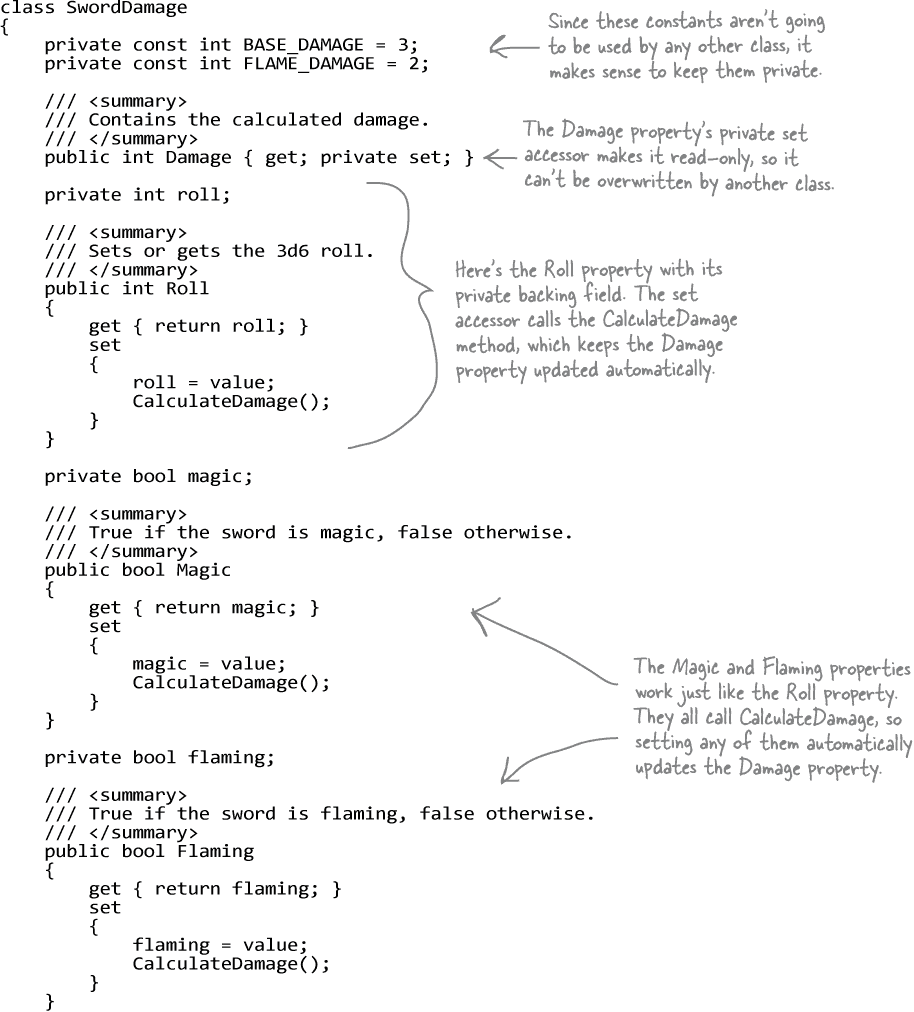 class SwordDamage
{
    private const int BASE_DAMAGE = 3;
    private const int FLAME_DAMAGE = 2;
Since these constants aren't going
to be used by any other class, it
makes sense to keep them private.
    /// <summary>
    /// Contains the calculated damage.
    /// </summary>
    public int Damage { get; private set; }
The Damage property's private set
accessor makes it read-only, so it
can't be overwritten by another class.
    private int roll;
    /// <summary>
    /// Sets or gets the 3d6 roll.
    /// </summary>
    public int Roll
    {
        get { return roll; }
        set
        {
            roll = value;
            CalculateDamage();
        }
    }
Here's the Roll property with its
private backing field. The set
accessor calls the CalculateDamage
method, which keeps the Damage
property updated automatically.
    private bool magic;
    /// <summary>
    /// True if the sword is magic, false otherwise.
    /// </summary>
    public bool Magic
    {
        get { return magic; }
        set
        {
            magic = value;
            CalculateDamage();
        }
    }
The Magic and Flaming properties
work just like the Roll property.
They all call CalculateDamage, so
setting any of them automatically
updates the Damage property.
    private bool flaming;
    /// <summary>
    /// True if the sword is flaming, false otherwise.
    /// </summary>
    public bool Flaming
    {
        get { return flaming; }
        set
        {
            flaming = value;
            CalculateDamage();
        }
    }